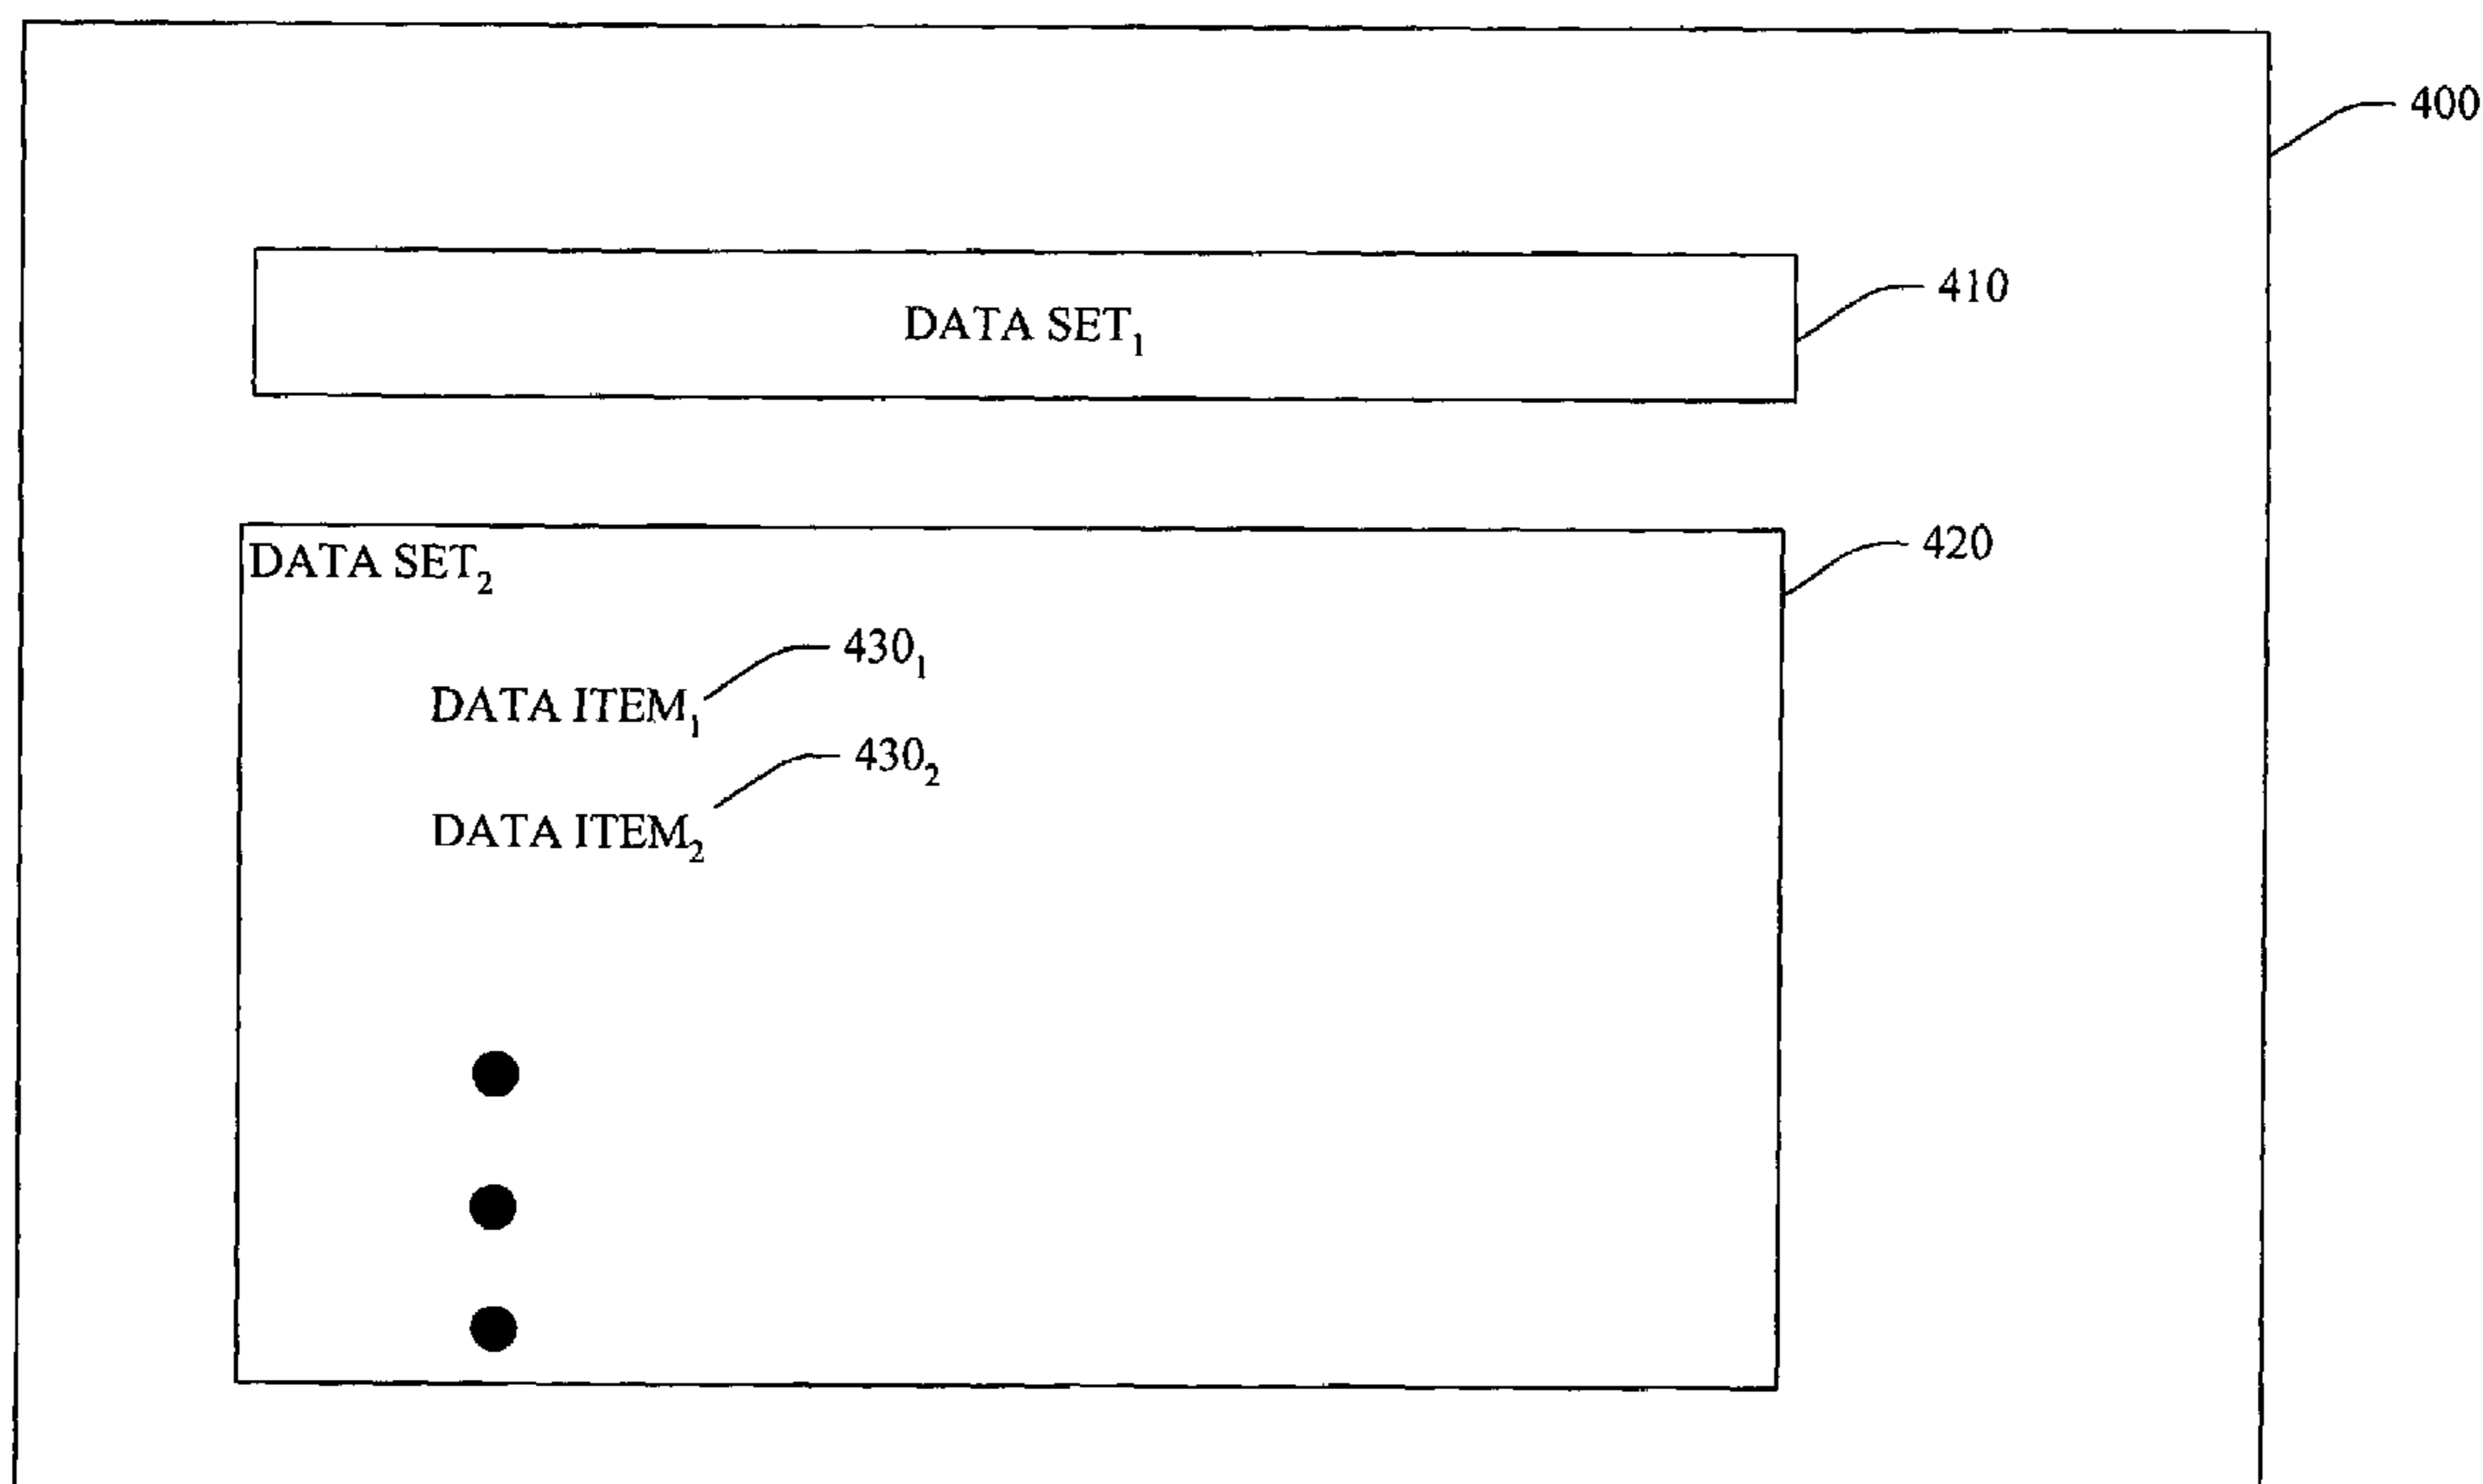 400
DATA SET₁
410
DATA SET₂
420
430₁
DATA ITEM₁
430₂
DATA ITEM₂